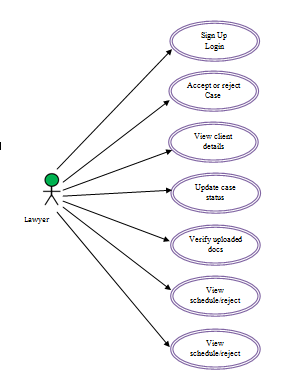 Sign Up
Login
Accept or reject
Case
View client
details
Update case
status
Lawyer
Verify uploaded
docs
View
schedule/reject
View
schedule/reject